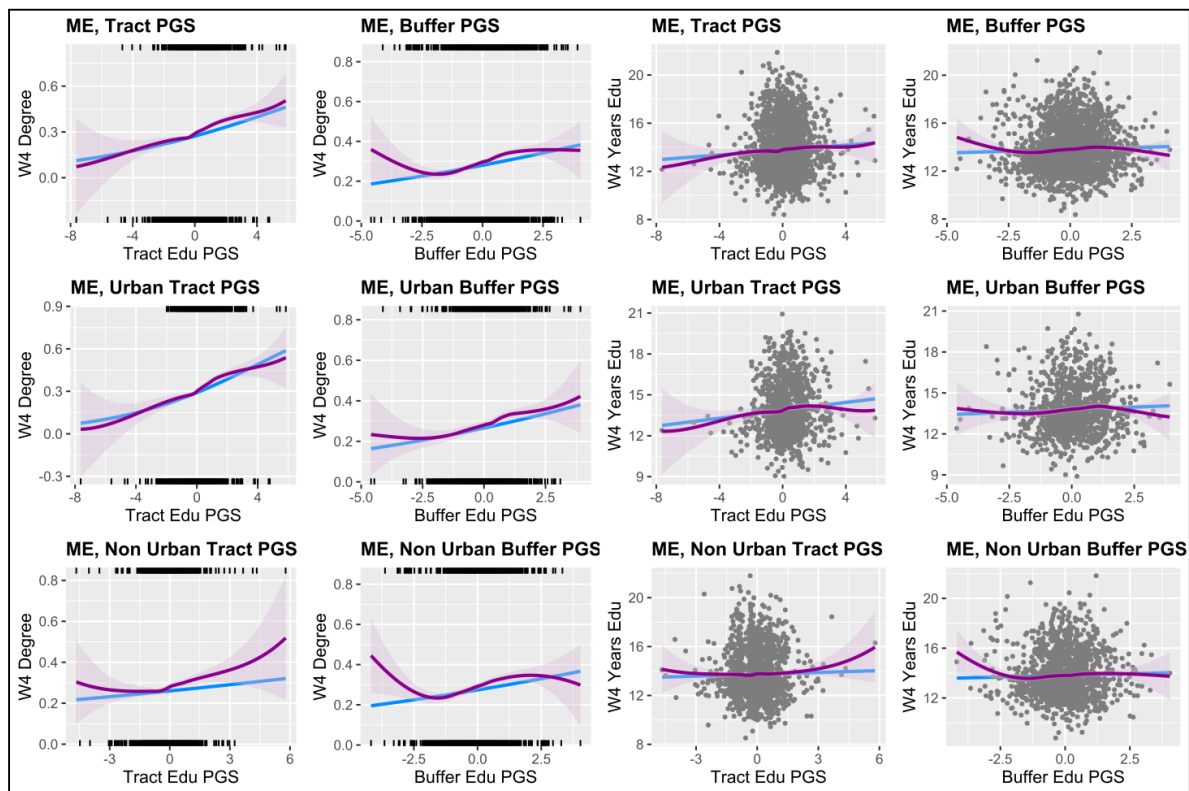 ME, Tract PGS
W4 Degree
0.6
0.3
0.0
-8
-4
0
4
Tract Edu PGS
ME, Buffer PGS
W4 Degree
0.8
0.6
0.4
0.2
0.0
-5.0
-2.5
0.0
2.5
Buffer Edu PGS
ME, Tract PGS
W4 Years Edu
20
16
12
8
-8
-4
0
4
Tract Edu PGS
ME, Buffer PGS
W4 Years Edu
20
16
12
8
-2.5
0.0
2.5
Buffer Edu PGS
ME, Urban Tract PGS
W4 Degree
0.9
0.6
0.3
0.0
-0.3
-8
-4
0
4
Tract Edu PGS
ME, Urban Buffer PGS
W4 Degree
0.8
0.6
0.4
0.2
0.0
-2.5
0.0
2.5
Buffer Edu PGS
ME, Urban Tract PGS
W4 Years Edu
21
18
15
12
9
-8
-4
0
4
Tract Edu PGS
ME, Urban Buffer PGS
W4 Years Edu
21
18
15
12
9
-2.5
0.0
2.5
Buffer Edu PGS
ME, Non Urban Tract PGS
W4 Degree
0.8
0.6
0.4
0.2
0.0
-3
0
3
6
Tract Edu PGS
ME, Non Urban Buffer PGS
W4 Degree
0.8
0.6
0.4
0.2
0.0
-2.5
0.0
2.5
Buffer Edu PGS
ME, Non Urban Tract PGS
W4 Years Edu
20
16
12
8
-3
0
3
6
Tract Edu PGS
ME, Non Urban Buffer PGS
W4 Years Edu
20
16
12
-2.5
0.0
2.5
Buffer Edu PGS